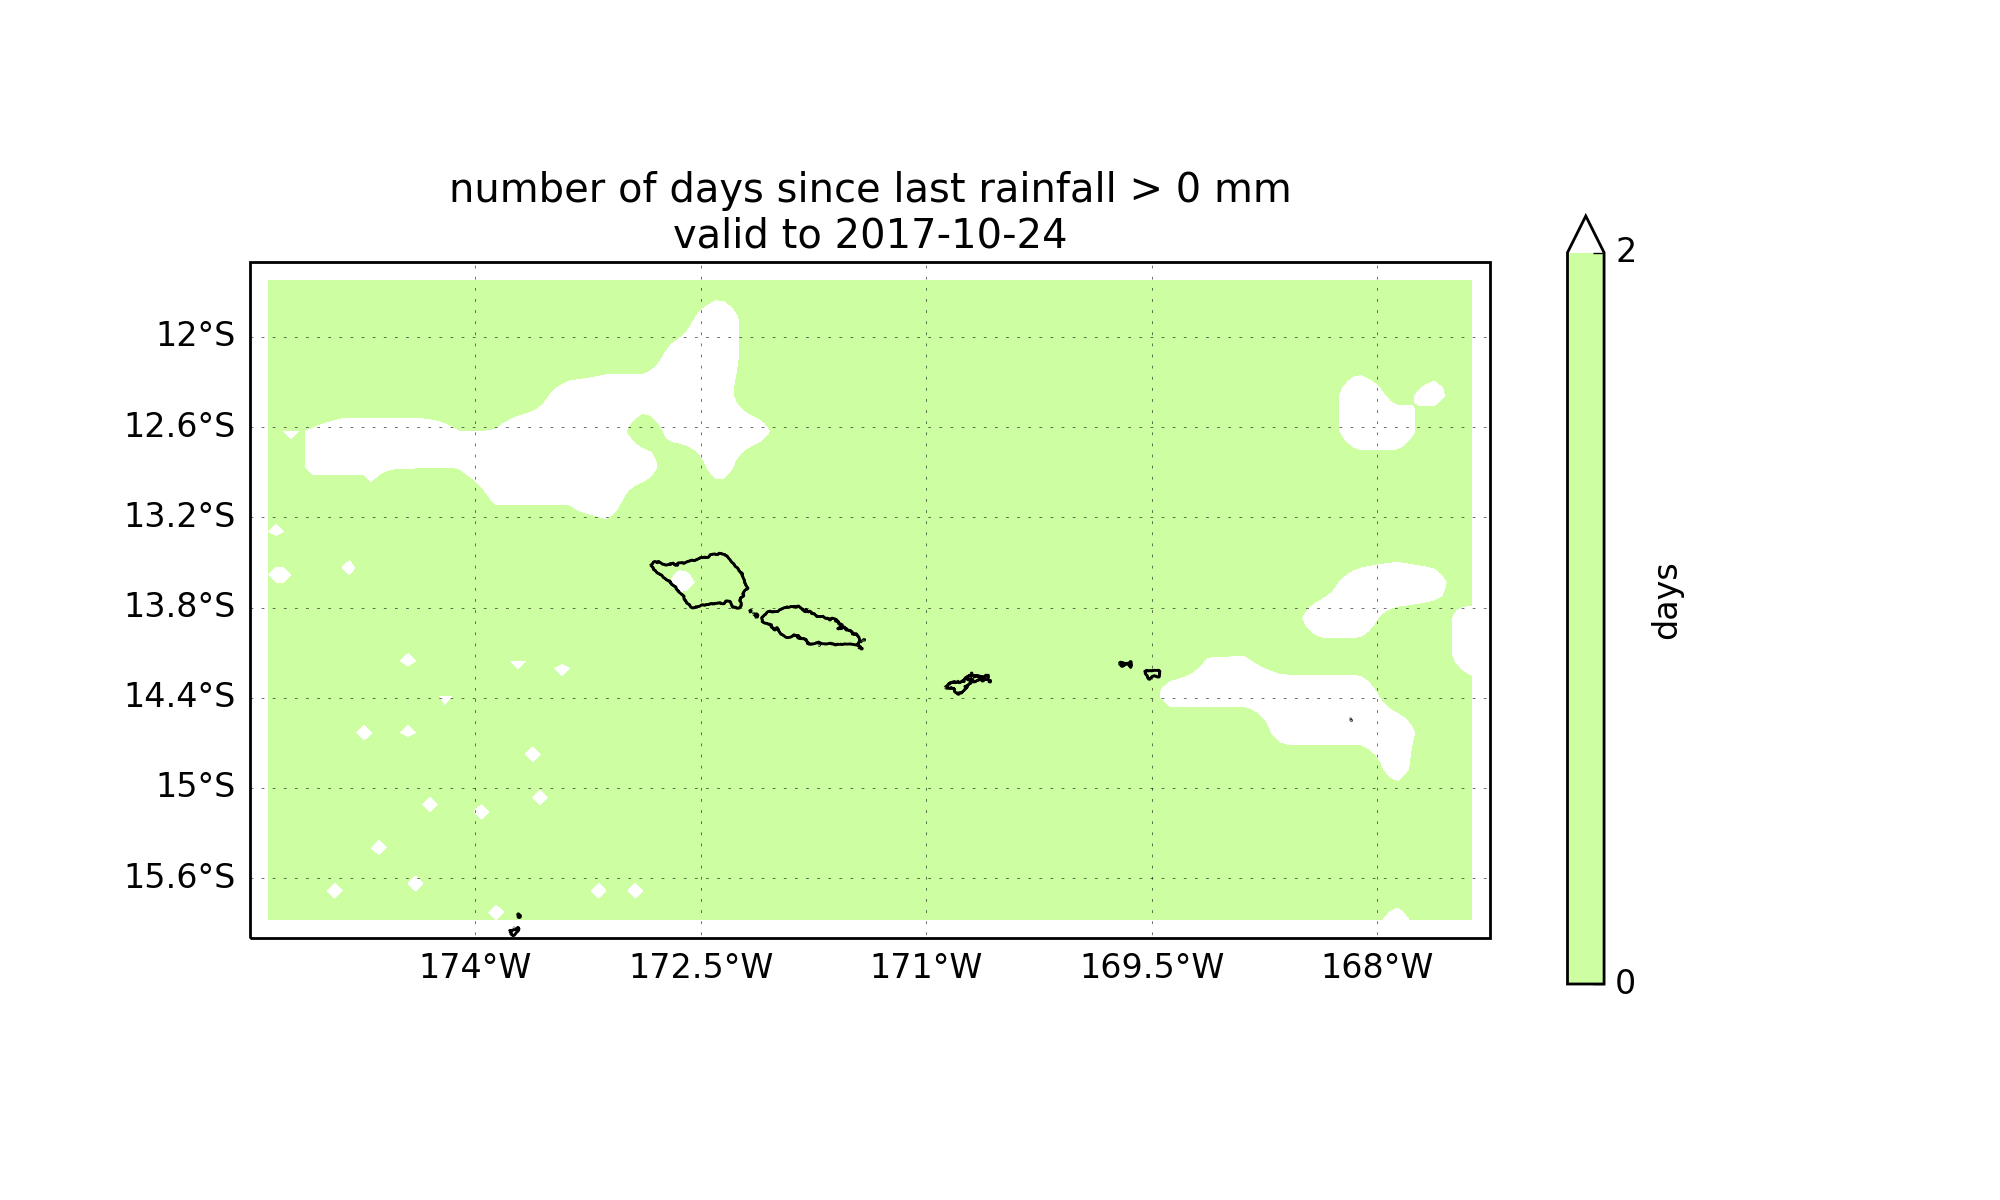 number of days since last rainfall > 0 mm
valid to 2017-10-24
2
12°S
12.6°S
13.2°S
13.8°S
days
14.4°S
15°S
15.6°S
174°W 172.5°W 171°W 169.5°W 168°W
0